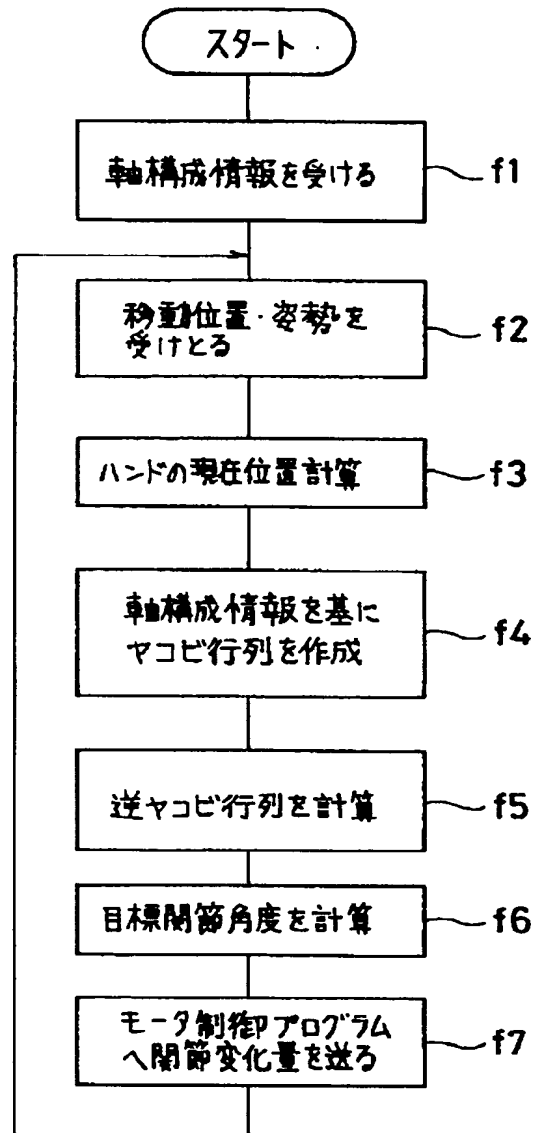 スタート
軸構成情報を受ける
f1
移動位置・姿勢を
受けとる
f2
ハンドの現在位置計算
f3
軸構成情報を基に
ヤコビ行列を作成
f4
逆ヤコビ行列を計算
f5
目標関節角度を計算
f6
モータ制御プログラム
へ関節変化量を送る
f7